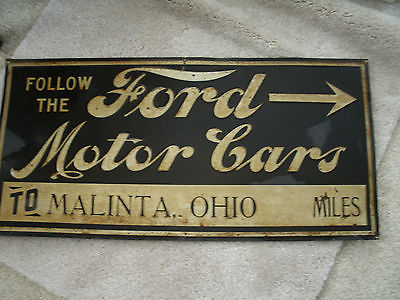 FOLLOW THE Ford
Motor Cars
TO MALINTA,. OHIO MILES